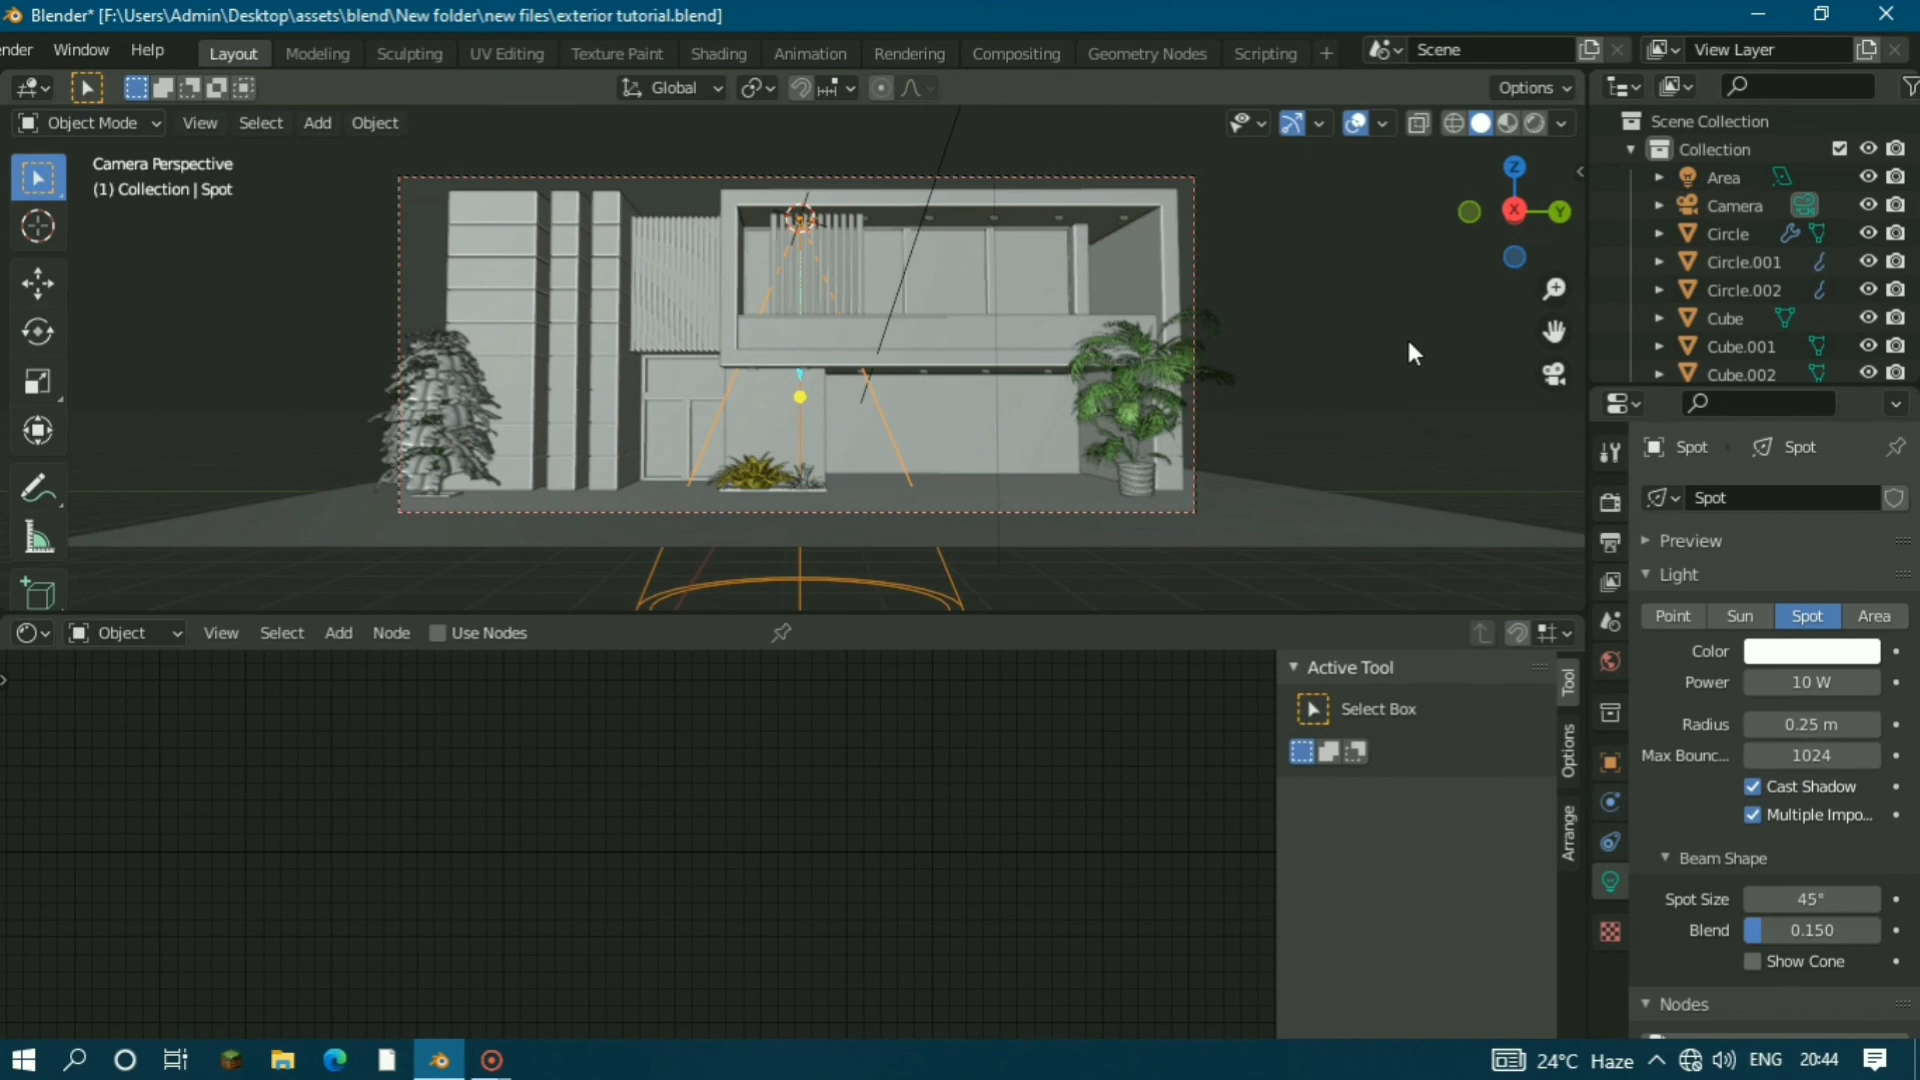 Blender* [F:\Users\Admin\Desktop\assets\blend\New folder\new files\exterior tutorial.blend]
nder Window Help Layout Modeling Sculpting UV Editing Texture Paint Shading Animation Rendering Compositing Geometry Nodes Scripting + Scene View Layer
Global Options
Object Mode View Select Add Object
Camera Perspective
(1) Collection | Spot
Z
X
Y
Scene Collection
Collection
Area
Camera
Circle
Circle.001
Circle.002
Cube
Cube.001
Cube.002
Spot Spot
Spot
Preview
Light
Point Sun Spot Area
Color
Power 10 W
Radius 0.25 m
Max Bounc... 1024
Cast Shadow
Multiple Impo...
Beam Shape
Spot Size 45°
Blend 0.150
Show Cone
Nodes
Object View Select Add Node Use Nodes
Active Tool
Select Box
Tool
Options
Arrange
24°C Haze ENG 20:44